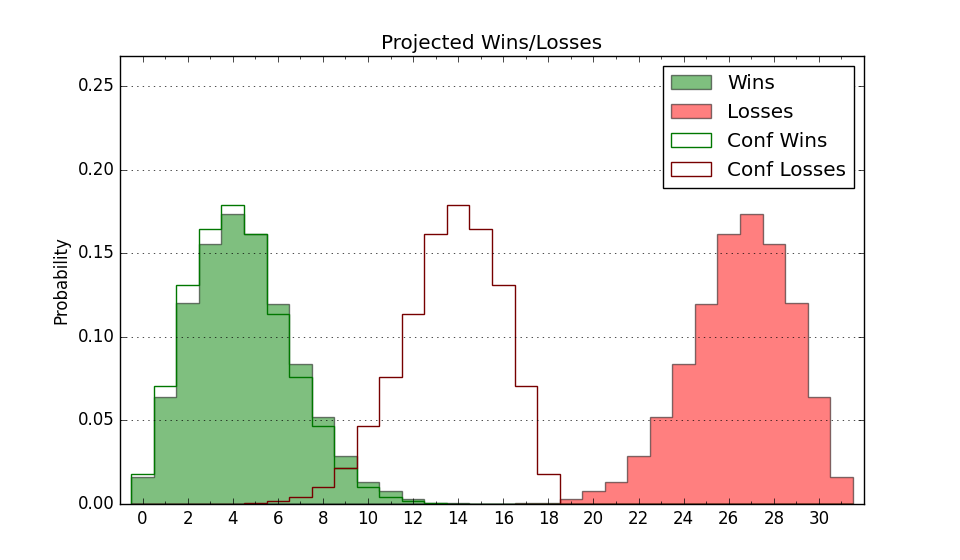 Projected Wins/Losses
Wins
Losses
Conf Wins
Conf Losses
Probability
0.25
0.20
0.15
0.10
0.05
0.00
0 2 4 6 8 10 12 14 16 18 20 22 24 26 28 30